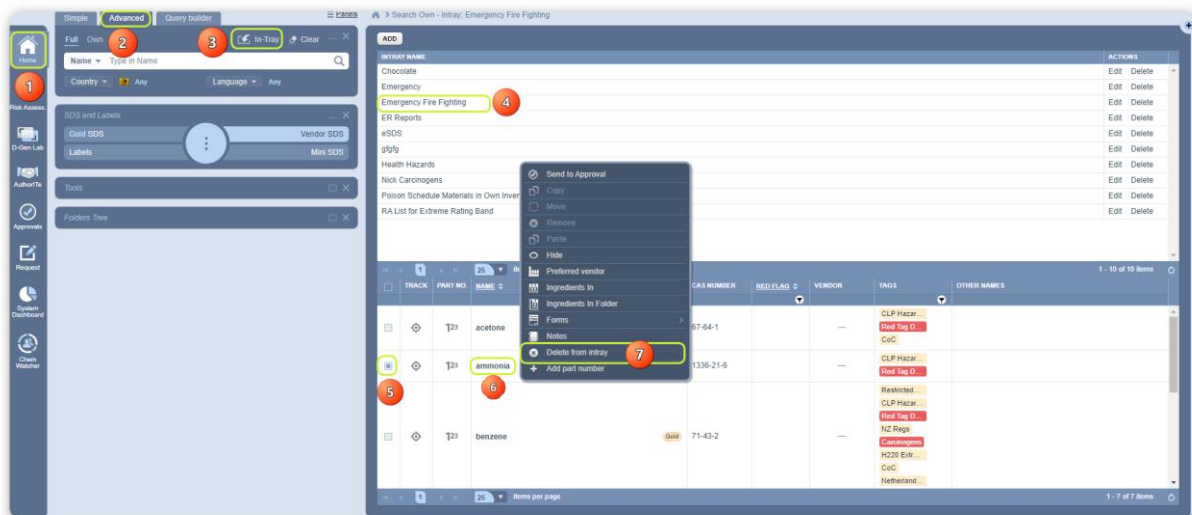 Simple Advanced Query builder
Panels
Search Own - Intray: Emergency Fire Fighting
Home
Risk Assess.
D-Gen Lab
AuthorITe
Approvals
Request
System Dashboard
Chem Watcher
1
2
3
Full Own
In-Tray Clear
Name Type in Name
Country Any Language Any
SDS and Labels
Gold SDS Vendor SDS
Labels Mini SDS
Tools
Folders Tree
ADD
INTRAY NAME ACTIONS
Chocolate Edit Delete
Emergency Edit Delete
Emergency Fire Fighting 4 Edit Delete
ER Reports Edit Delete
eSDS Edit Delete
gfgfg Edit Delete
Health Hazards Edit Delete
Nick Carcinogens Edit Delete
Poison Schedule Materials in Own Inver Edit Delete
RA List for Extreme Rating Band Edit Delete
Send to Approval
Copy
Move
Remove
Paste
Hide
Preferred vendor
Ingredients In
Ingredients In Folder
Forms
Notes
Delete from intray 7
Add part number
1 25 1 - 10 of 10 items
TRACK PART NO. NAME CAS NUMBER RED FLAG VENDOR TAGS OTHER NAMES
123 acetone 67-64-1 —
CLP Hazar...
Red Tag D...
CoC
123 ammonia 1336-21-6 —
CLP Hazar...
Red Tag D...
5
6
123 benzene Gold 71-43-2 —
Restricted...
CLP Hazar...
Red Tag D...
NZ Regs
Carcinogens
H220 Extr...
CoC
Netherland...
1 25 items per page 1 - 7 of 7 items